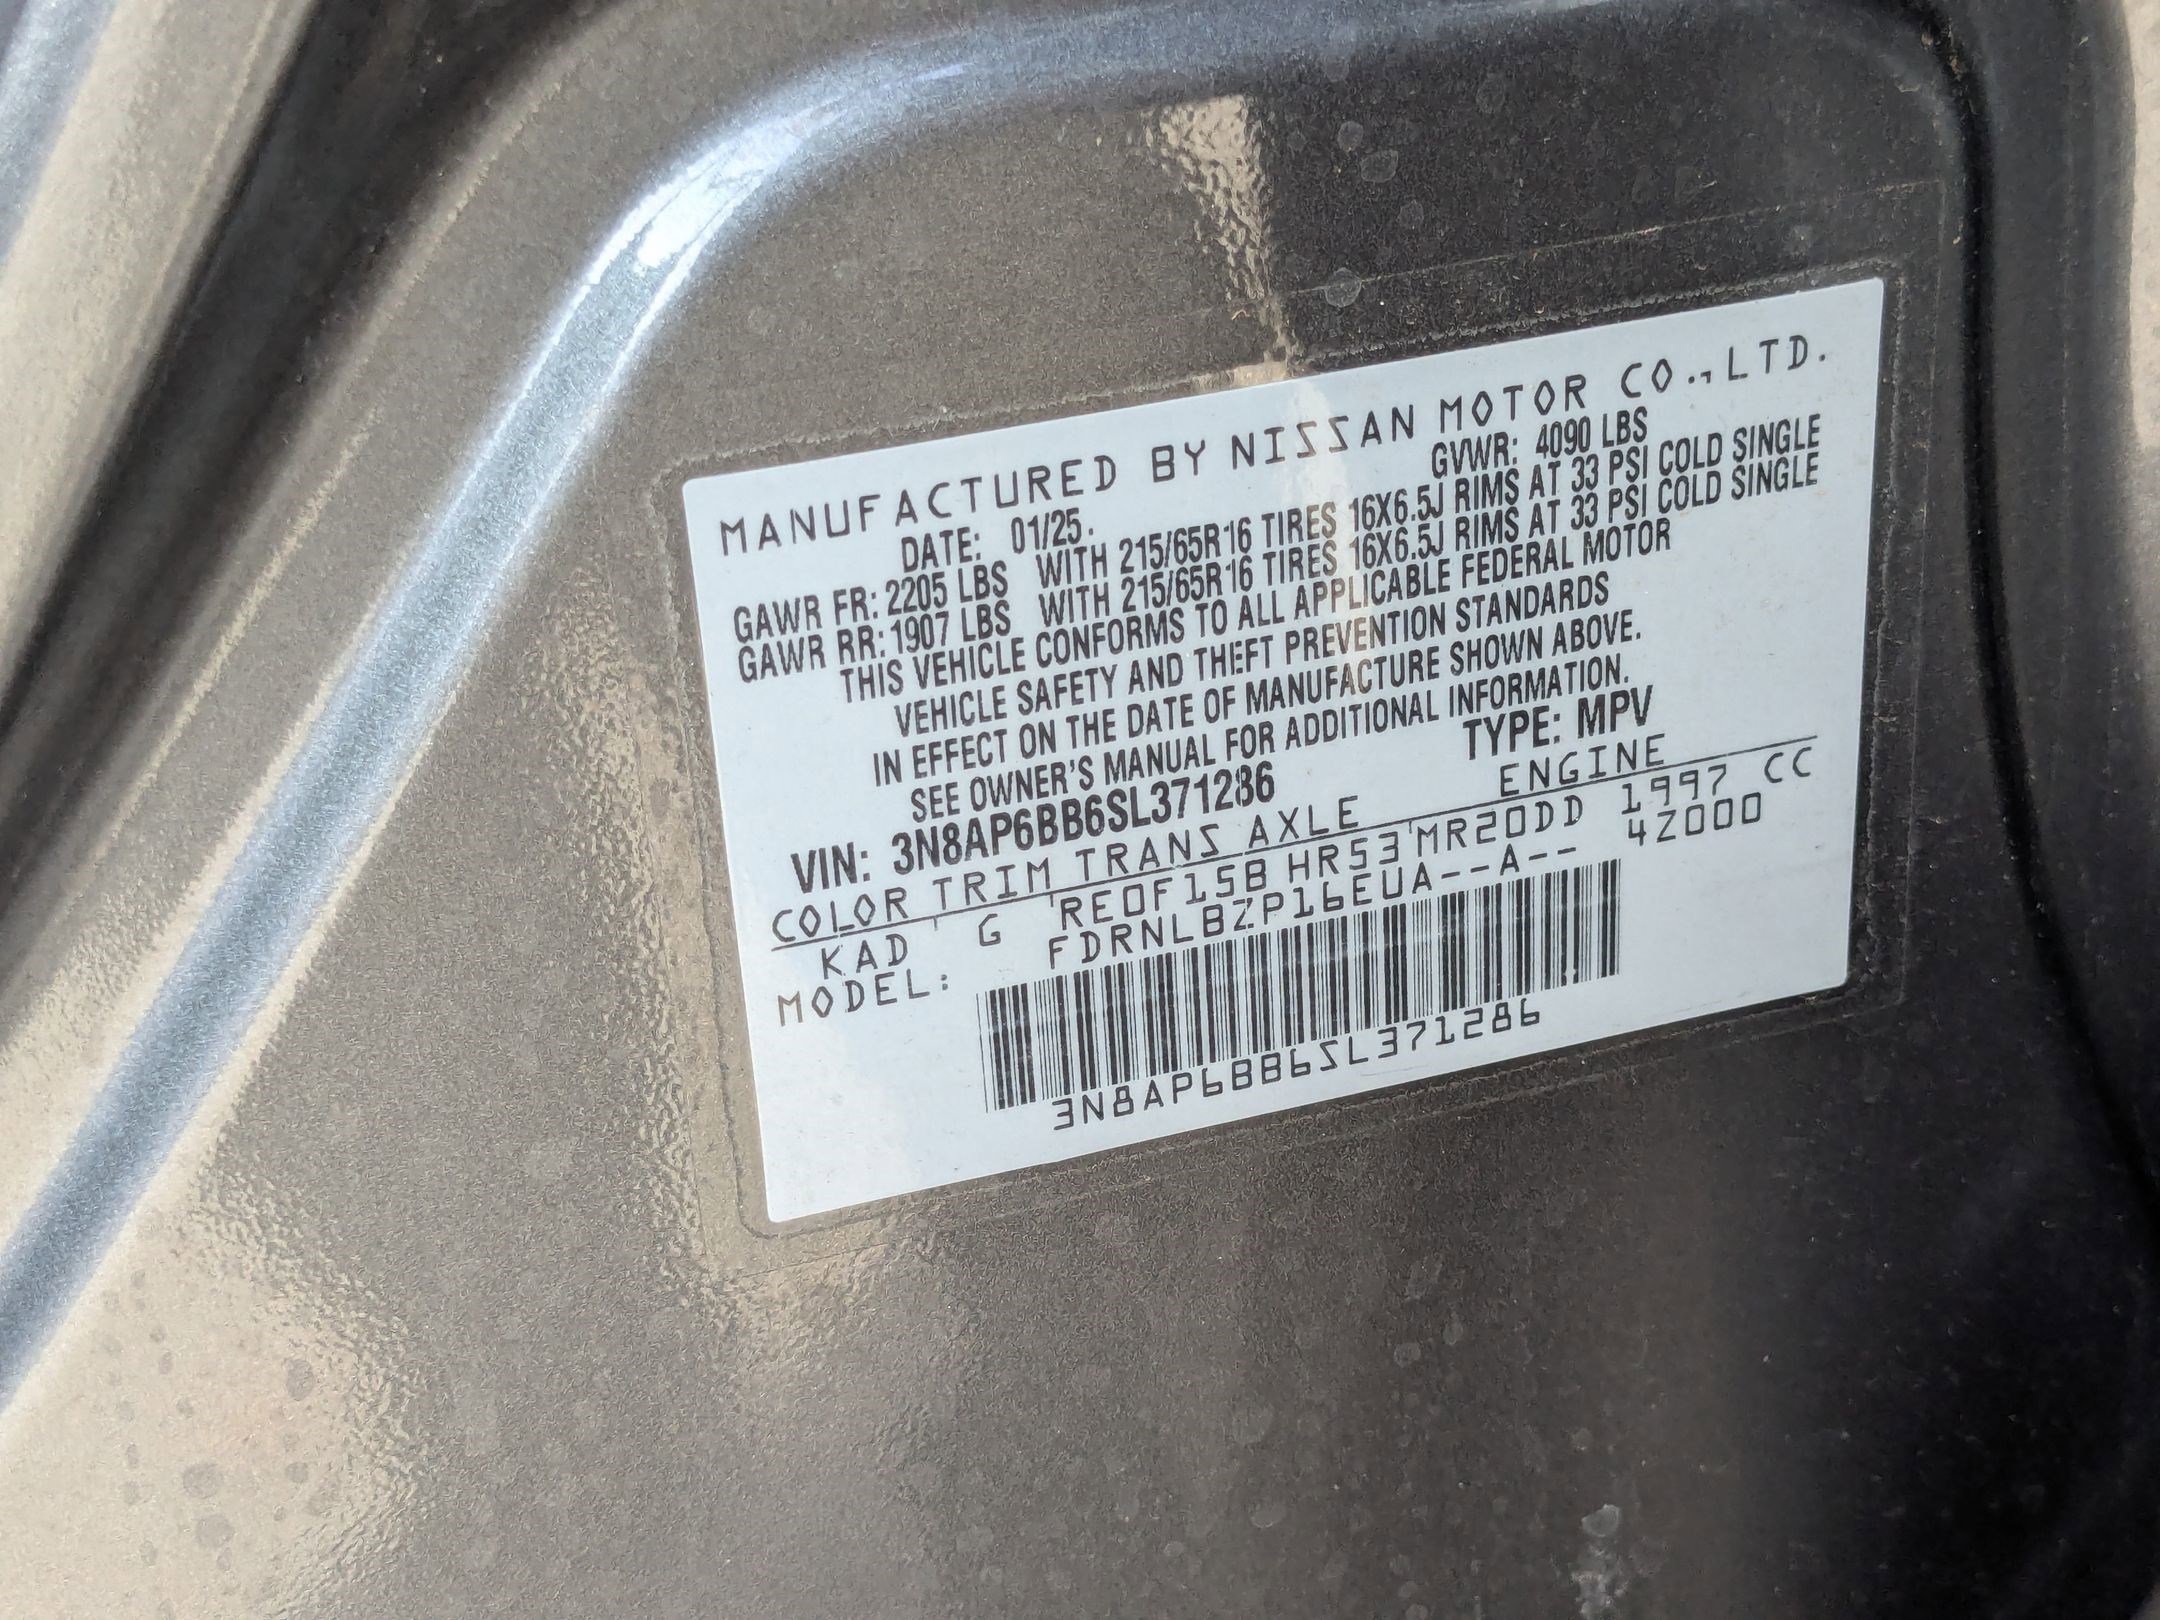 MANUFACTURED BY NISSAN MOTOR CO.,LTD.
DATE: 01/25. GVWR: 4090 LBS
GAWR FR: 2205 LBS WITH 215/65R16 TIRES 16X6.5J RIMS AT 33 PSI COLD SINGLE
GAWR RR: 1907 LBS WITH 215/65R16 TIRES 16X6.5J RIMS AT 33 PSI COLD SINGLE
THIS VEHICLE CONFORMS TO ALL APPLICABLE FEDERAL MOTOR
VEHICLE SAFETY AND THEFT PREVENTION STANDARDS
IN EFFECT ON THE DATE OF MANUFACTURE SHOWN ABOVE.
SEE OWNER'S MANUAL FOR ADDITIONAL INFORMATION.
VIN: 3N8AP6BB6SL371286 TYPE: MPV
COLOR TRIM TRANS AXLE ENGINE
KAD G RE0F15B HR53 MR20DD 1997 CC
MODEL: FDRNLBZP16EUA--A-- 4Z000
3N8AP6BB6SL371286